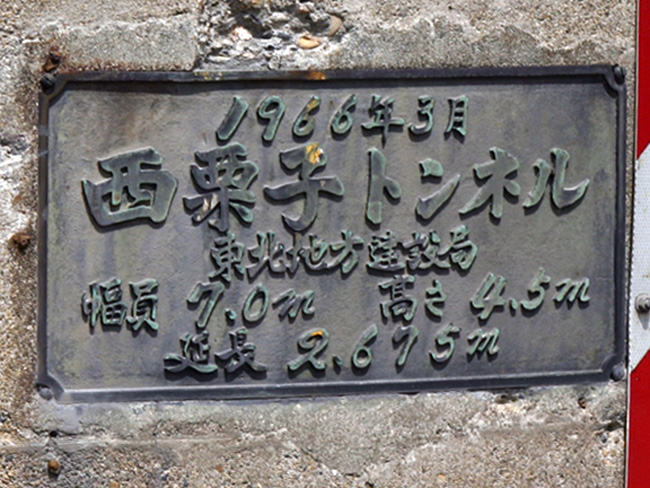 1966年3月
西栗子トンネル
東北地方建設局
幅員 7.0m 高さ 4.5m
延長 2,675m